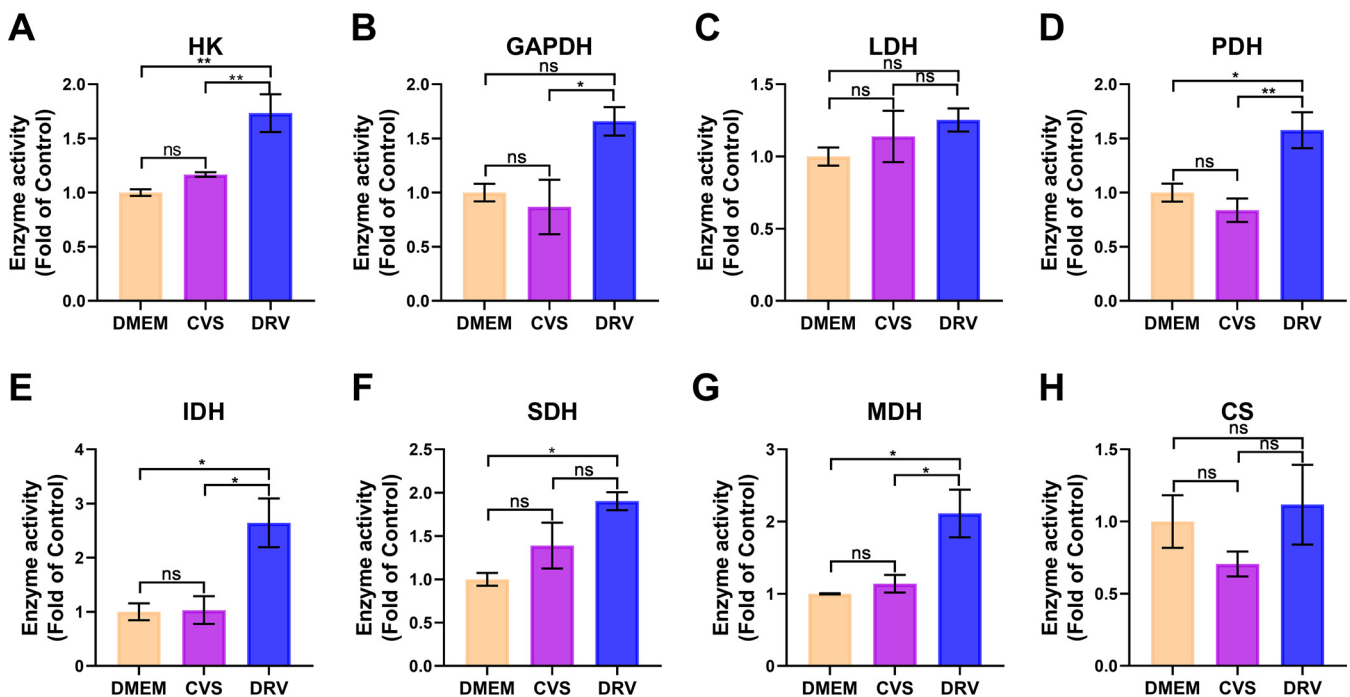 A
HK
Enzyme activity
(Fold of Control)
2.0
1.5
1.0
0.5
0.0
**
**
ns
DMEM CVS DRV
B
GAPDH
Enzyme activity
(Fold of Control)
2.0
1.5
1.0
0.5
0.0
ns
*
ns
DMEM CVS DRV
C
LDH
Enzyme activity
(Fold of Control)
1.5
1.0
0.5
0.0
ns
ns
ns
DMEM CVS DRV
D
PDH
Enzyme activity
(Fold of Control)
2.0
1.5
1.0
0.5
0.0
*
**
ns
DMEM CVS DRV
E
IDH
Enzyme activity
(Fold of Control)
4
3
2
1
0
*
*
ns
DMEM CVS DRV
F
SDH
Enzyme activity
(Fold of Control)
2.5
2.0
1.5
1.0
0.5
0.0
*
ns
ns
DMEM CVS DRV
G
MDH
Enzyme activity
(Fold of Control)
3
2
1
0
*
*
ns
DMEM CVS DRV
H
CS
Enzyme activity
(Fold of Control)
1.5
1.0
0.5
0.0
ns
ns
ns
DMEM CVS DRV